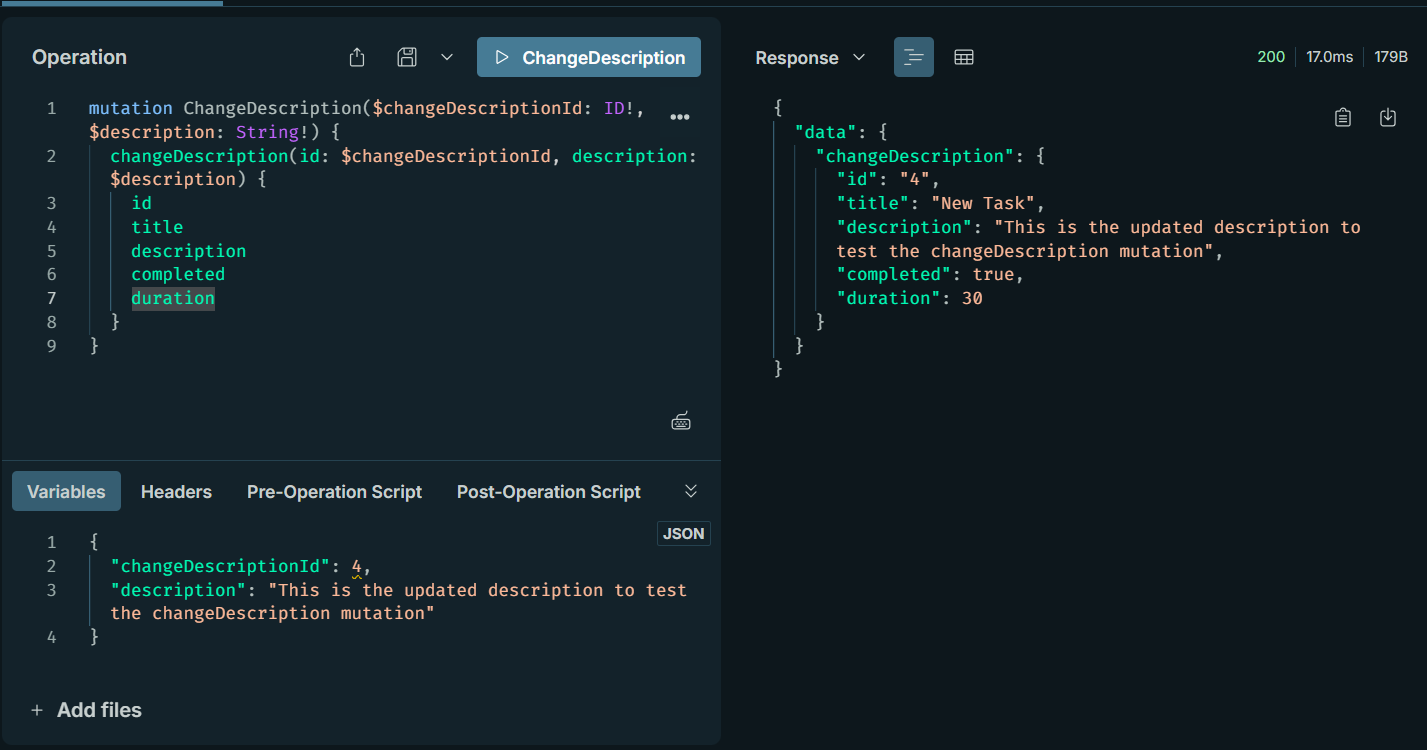 Operation
ChangeDescription
1 mutation ChangeDescription($changeDescriptionId: ID!,
$description: String!) {
2 changeDescription(id: $changeDescriptionId, description:
$description) {
3 id
4 title
5 description
6 completed
7 duration
8 }
9 }
Variables Headers Pre-Operation Script Post-Operation Script
JSON
1 {
2 "changeDescriptionId": 4,
3 "description": "This is the updated description to test
the changeDescription mutation"
4 }
+ Add files
Response
200 17.0ms 179B
{
"data": {
"changeDescription": {
"id": "4",
"title": "New Task",
"description": "This is the updated description to
test the changeDescription mutation",
"completed": true,
"duration": 30
}
}
}